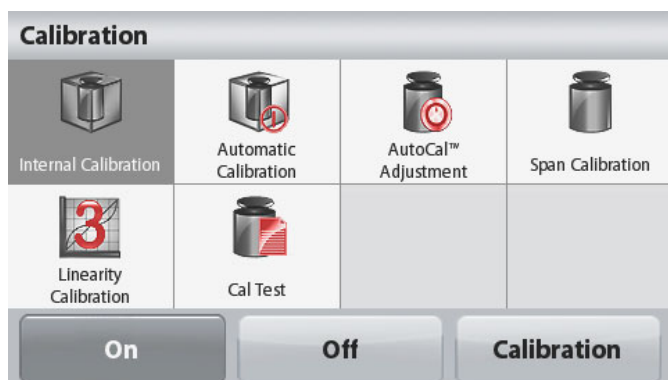 Calibration
Internal Calibration
Automatic
Calibration
AutoCal™
Adjustment
Span Calibration
3
Linearity
Calibration
Cal Test
On
Off
Calibration